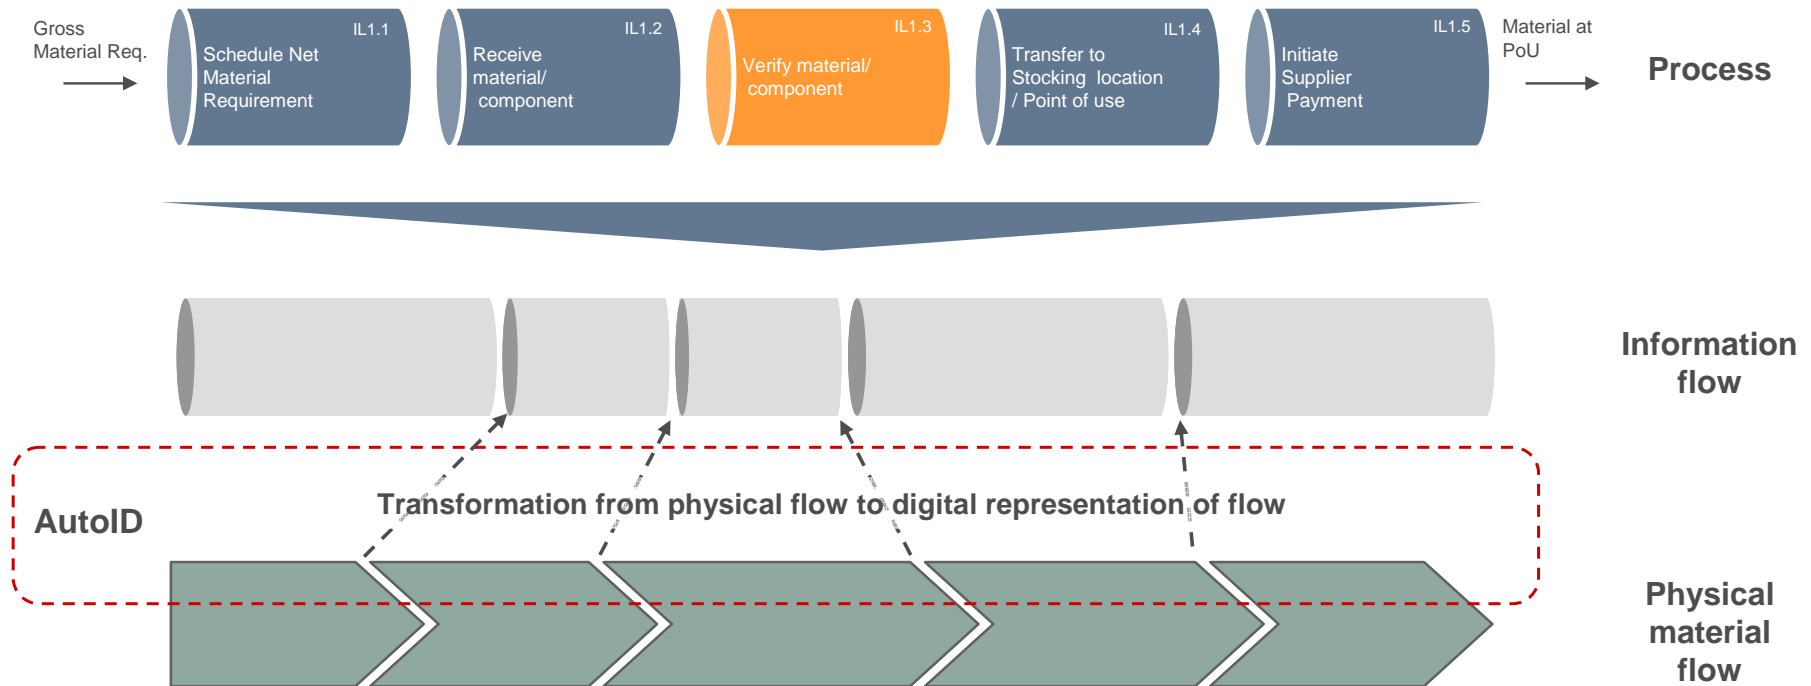 Gross
Material Req.
IL1.1
Schedule Net
Material
Requirement
IL1.2
Receive
material/
component
IL1.3
Verify material/
component
IL1.4
Transfer to
Stocking location
/ Point of use
IL1.5
Initiate
Supplier
Payment
Material at
PoU
Process
Information
flow
AutoID
Transformation from physical flow to digital representation of flow
Physical
material
flow